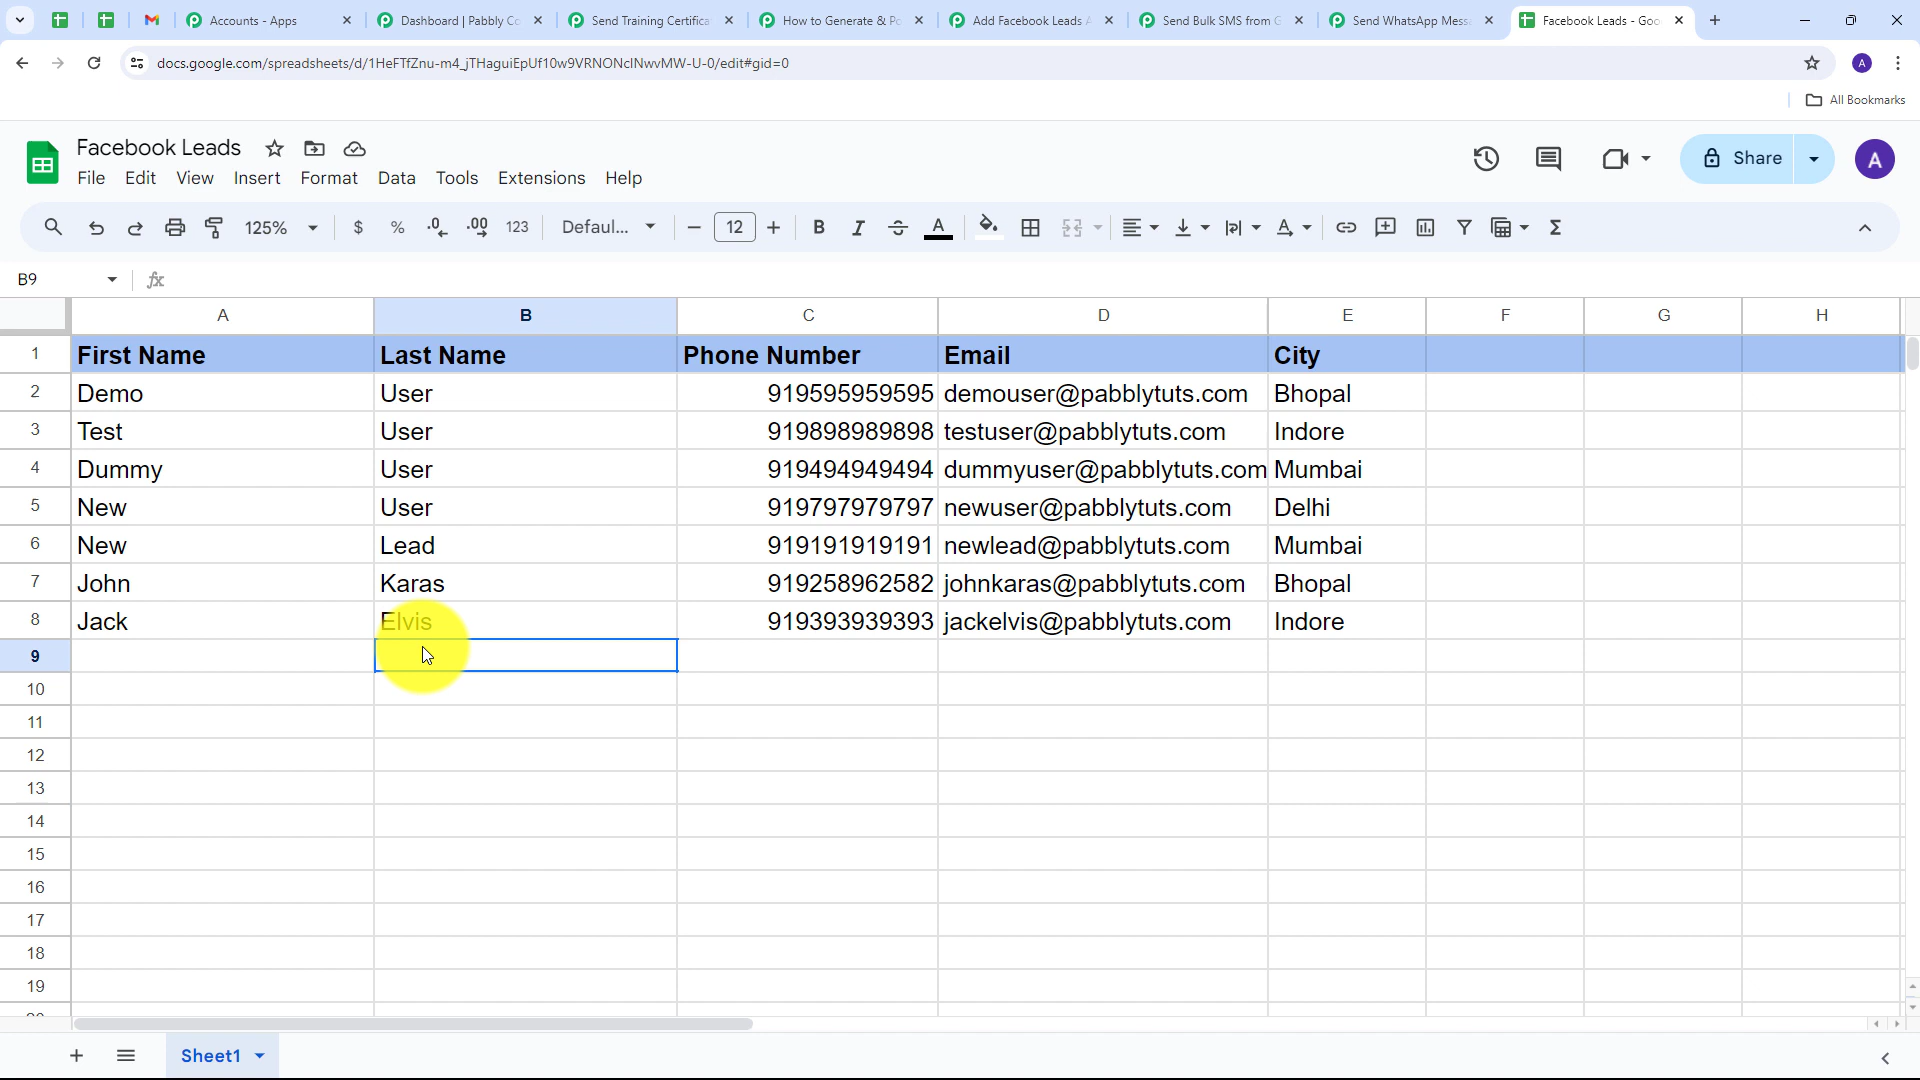 Accounts - Apps
Dashboard | Pabbly Co
Send Training Certifica
How to Generate & Po
Add Facebook Leads A
Send Bulk SMS from G
Send WhatsApp Mess
Facebook Leads - Goo
docs.google.com/spreadsheets/d/1HeFTfZnu-m4_jTHaguiEpUf10w9VRNONclNwvMW-U-0/edit#gid=0
A
All Bookmarks
Facebook Leads
Share
A
File Edit View Insert Format Data Tools Extensions Help
125% $ % .0 .00 123 Defaul... 12 B I A
B9 fx
A B C D E F G H
1 First Name Last Name Phone Number Email City
2 Demo User 919595959595 demouser@pabblytuts.com Bhopal
3 Test User 919898989898 testuser@pabblytuts.com Indore
4 Dummy User 919494949494 dummyuser@pabblytuts.com Mumbai
5 New User 919797979797 newuser@pabblytuts.com Delhi
6 New Lead 919191919191 newlead@pabblytuts.com Mumbai
7 John Karas 919258962582 johnkaras@pabblytuts.com Bhopal
8 Jack Elvis 919393939393 jackelvis@pabblytuts.com Indore
9
10
11
12
13
14
15
16
17
18
19
Sheet1